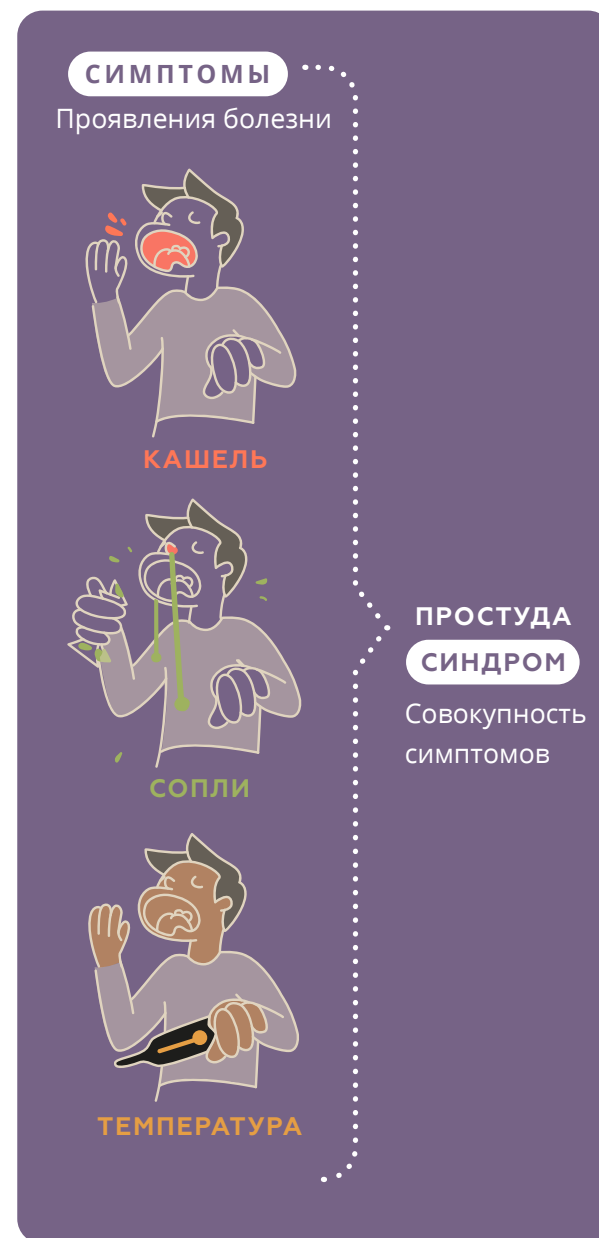 СИМПТОМЫ
Проявления болезни
КАШЕЛЬ
СОПЛИ
ТЕМПЕРАТУРА
ПРОСТУДА
СИНДРОМ
Совокупность
симптомов